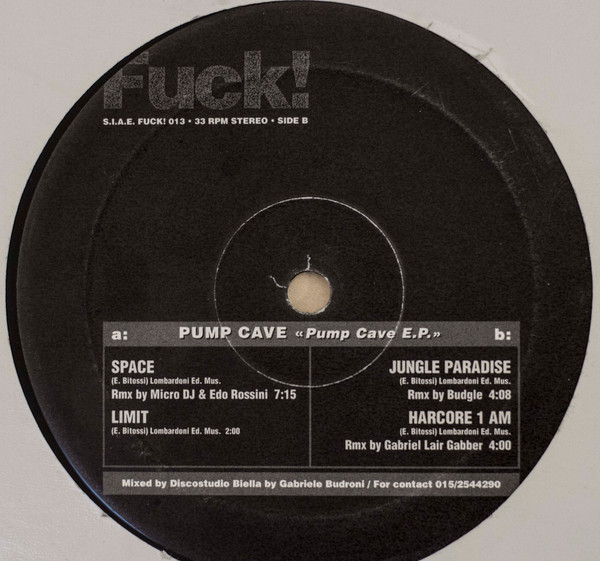 Fuck!
S.I.A.E. FUCK! 013 • 33 RPM STEREO • SIDE B
a: PUMP CAVE «Pump Cave E.P.» b:
SPACE
(E. Bitossi) Lombardoni Ed. Mus.
Rmx by Micro DJ & Edo Rossini 7:15
LIMIT
(E. Bitossi) Lombardoni Ed. Mus. 2:00
JUNGLE PARADISE
(E. Bitossi) Lombardoni Ed. Mus.
Rmx by Budgle 4:08
HARCORE 1 AM
(E. Bitossi) Lombardoni Ed. Mus.
Rmx by Gabriel Lair Gabber 4:00
Mixed by Discostudio Biella by Gabriele Budroni / For contact 015/2544290